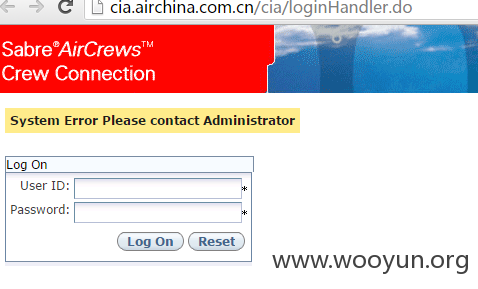 cia.airchina.com.cn/cia/loginHandler.do
Sabre®AirCrews™
Crew Connection
System Error Please contact Administrator
Log On
User ID: *
Password: *
Log On Reset
www.wooyun.org